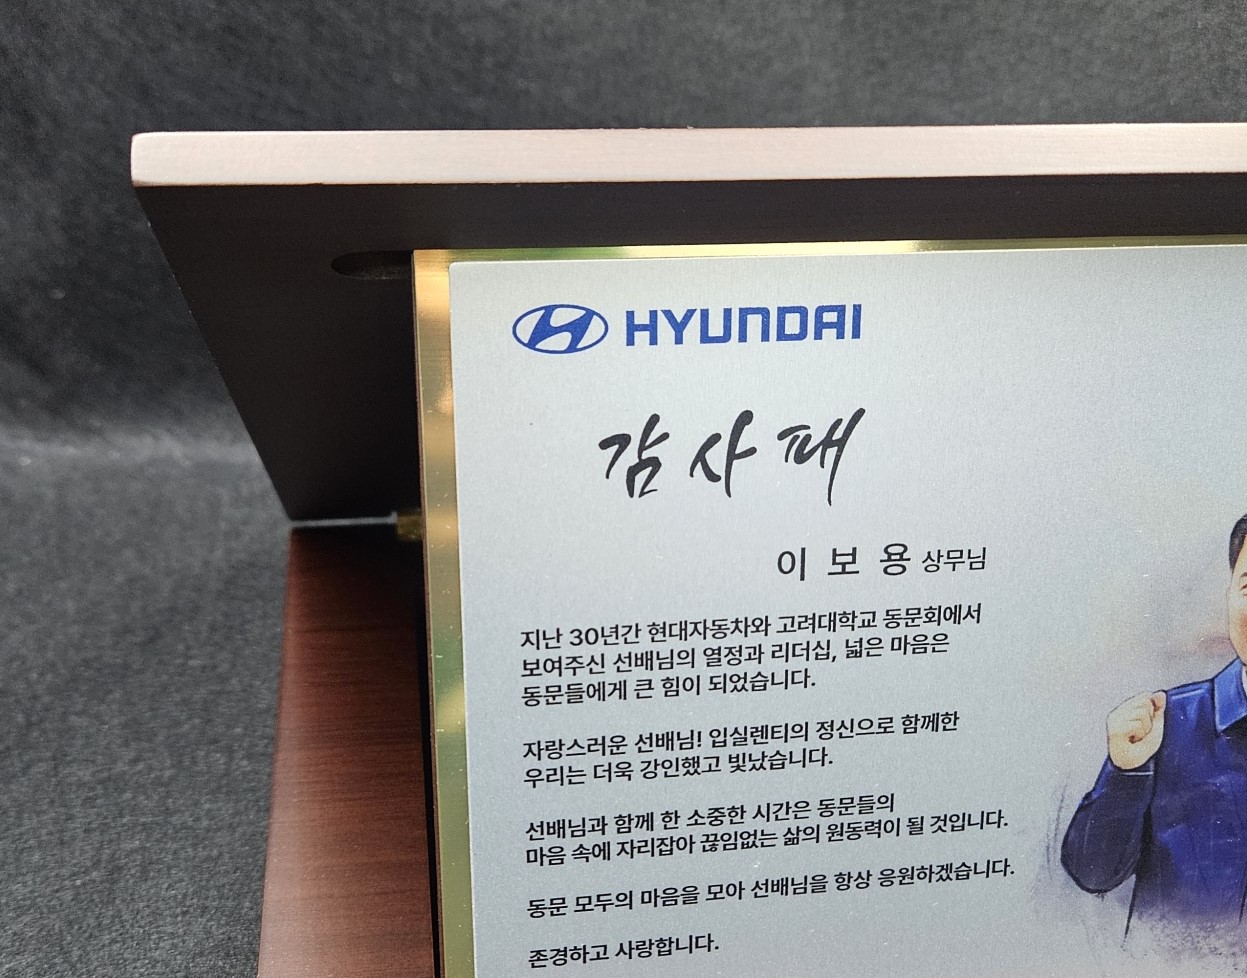 HYUNDAI
감사패
이보용 상무님
지난 30년간 현대자동차와 고려대학교 동문회에서
보여주신 선배님의 열정과 리더십, 넓은 마음은
동문들에게 큰 힘이 되었습니다.
자랑스러운 선배님! 입실렌티의 정신으로 함께한
우리는 더욱 강인했고 빛났습니다.
선배님과 함께 한 소중한 시간은 동문들의
마음 속에 자리잡아 끊임없는 삶의 원동력이 될 것입니다.
동문 모두의 마음을 모아 선배님을 항상 응원하겠습니다.
존경하고 사랑합니다.